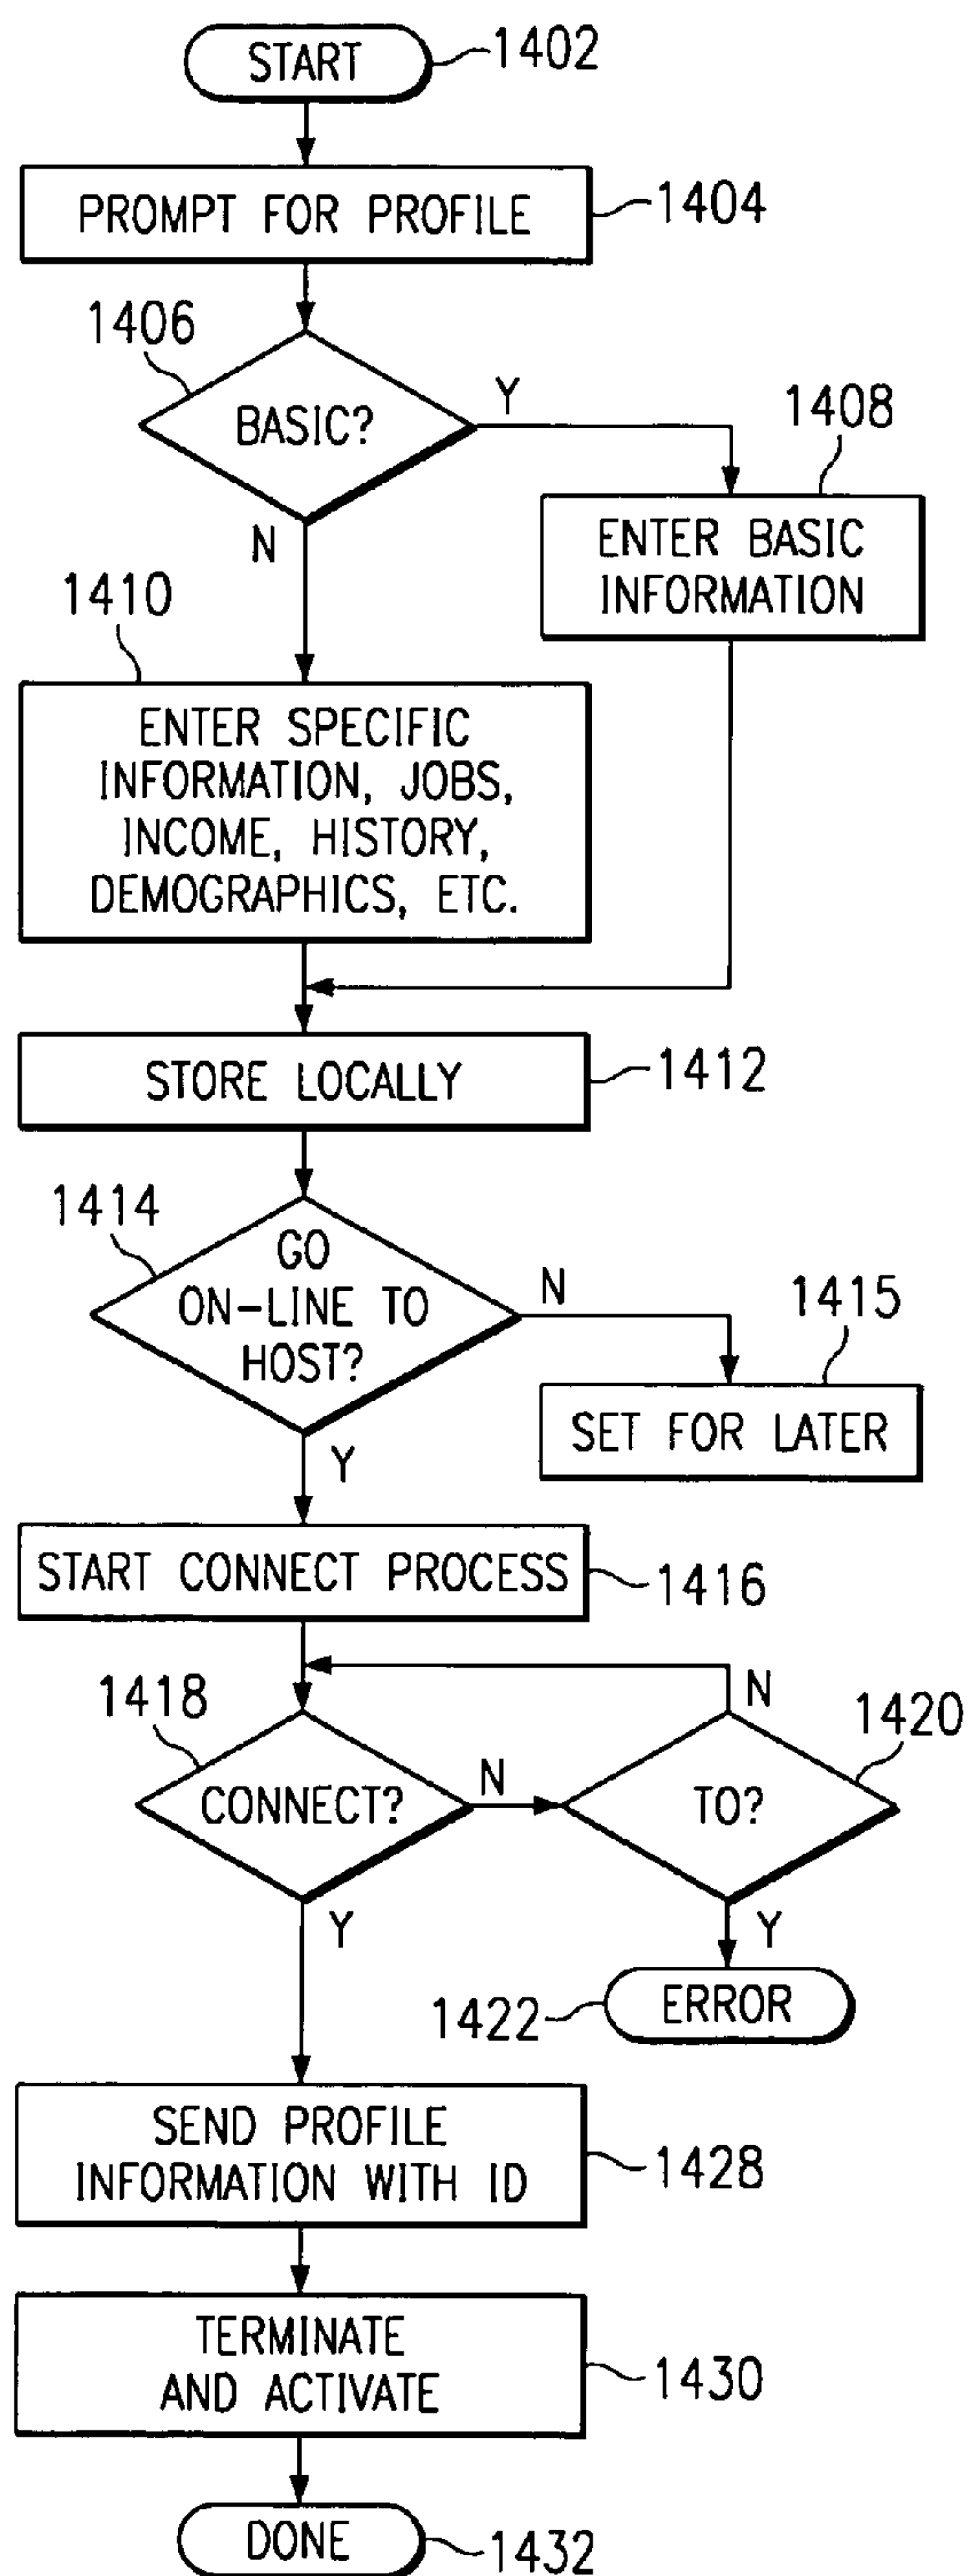 START
1402
PROMPT FOR PROFILE
1404
1406
BASIC?
Y
N
1408
ENTER BASIC
INFORMATION
1410
ENTER SPECIFIC
INFORMATION, JOBS,
INCOME, HISTORY,
DEMOGRAPHICS, ETC.
STORE LOCALLY
1412
1414
GO
ON-LINE TO
HOST?
N
Y
1415
SET FOR LATER
START CONNECT PROCESS
1416
1418
CONNECT?
N
Y
1420
TO?
N
Y
1422
ERROR
SEND PROFILE
INFORMATION WITH ID
1428
TERMINATE
AND ACTIVATE
1430
DONE
1432